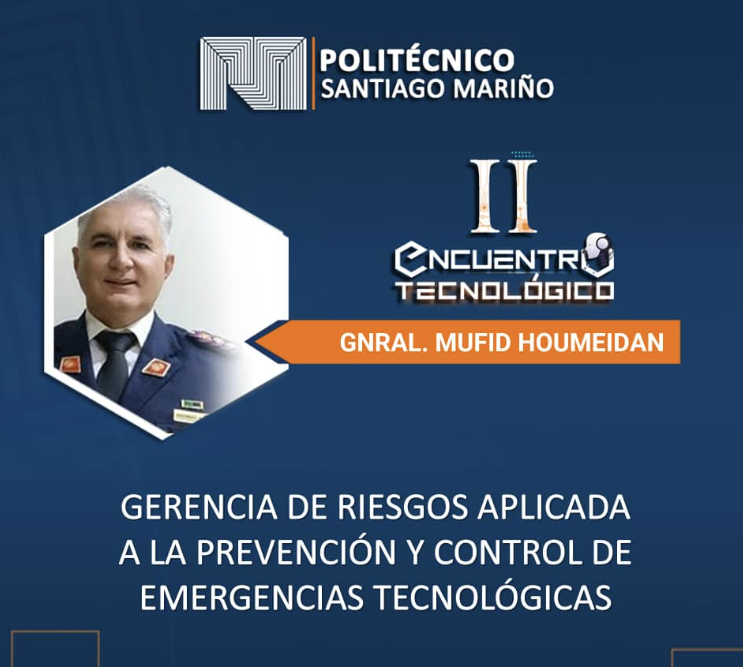 POLITÉCNICO
SANTIAGO MARIÑO
II
ENCUENTRO
TECNOLÓGICO
GNRAL. MUFID HOUMEIDAN
GERENCIA DE RIESGOS APLICADA
A LA PREVENCIÓN Y CONTROL DE
EMERGENCIAS TECNOLÓGICAS